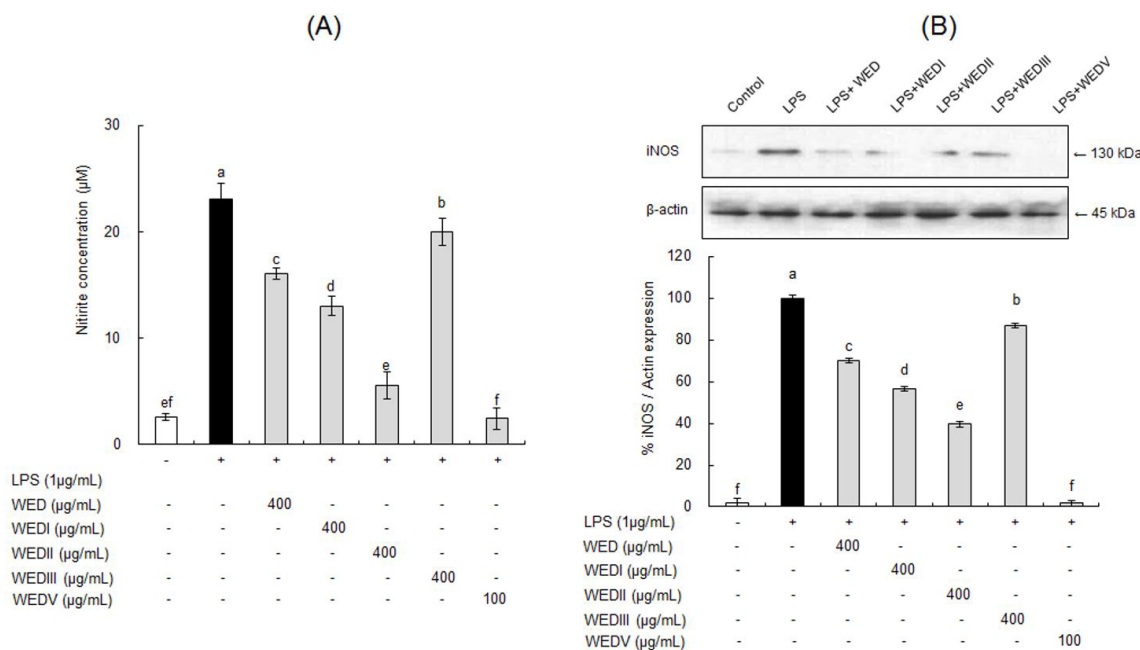 (A)
Nitirite concentration (µM)
30
20
10
0
ef
a
c
d
e
b
f
- + + + + + +
LPS (1µg/mL)
WED (µg/mL) - - 400 - - - -
WEDI (µg/mL) - - - 400 - - -
WEDII (µg/mL) - - - - 400 - -
WEDIII (µg/mL) - - - - - 400 -
WEDV (µg/mL) - - - - - - 100
(B)
Control LPS LPS+ WED LPS+WEDI LPS+WEDII LPS+WEDIII LPS+WEDV
iNOS ← 130 kDa
β-actin ← 45 kDa
% iNOS / Actin expression
120
100
80
60
40
20
0
f
a
c
d
e
b
f
LPS (1µg/mL) - + + + + + +
WED (µg/mL) - - 400 - - - -
WEDI (µg/mL) - - - 400 - - -
WEDII (µg/mL) - - - - 400 - -
WEDIII (µg/mL) - - - - - 400 -
WEDV (µg/mL) - - - - - - 100